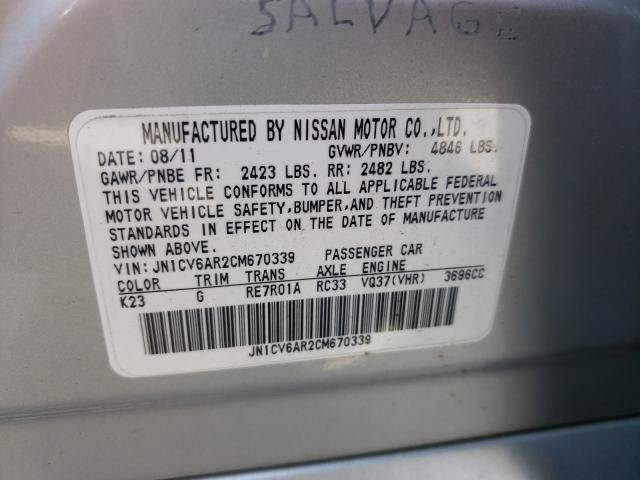 SALVAGE
MANUFACTURED BY NISSAN MOTOR CO.,LTD.
DATE: 08/11 GVWR/PNBV: 4846 LBS.
GAWR/PNBE FR: 2423 LBS. RR: 2482 LBS.
THIS VEHICLE CONFORMS TO ALL APPLICABLE FEDERAL
MOTOR VEHICLE SAFETY,BUMPER,AND THEFT PREVENTION
STANDARDS IN EFFECT ON THE DATE OF MANUFACTURE
SHOWN ABOVE.
VIN: JN1CV6AR2CM670339 PASSENGER CAR
COLOR TRIM TRANS AXLE ENGINE
K23 G RE7R01A RC33 VQ37(VHR) 3696CC
JN1CV6AR2CM670339